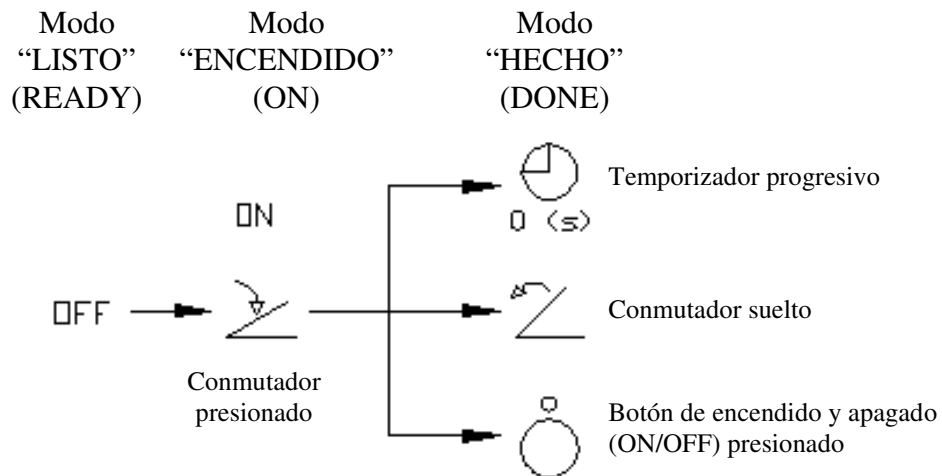 Modo
“LISTO”
(READY)
Modo
“ENCENDIDO”
(ON)
Modo
“HECHO”
(DONE)
Temporizador progresivo
0 (s)
ON
OFF
Conmutador
presionado
Conmutador suelto
Botón de encendido y apagado
(ON/OFF) presionado